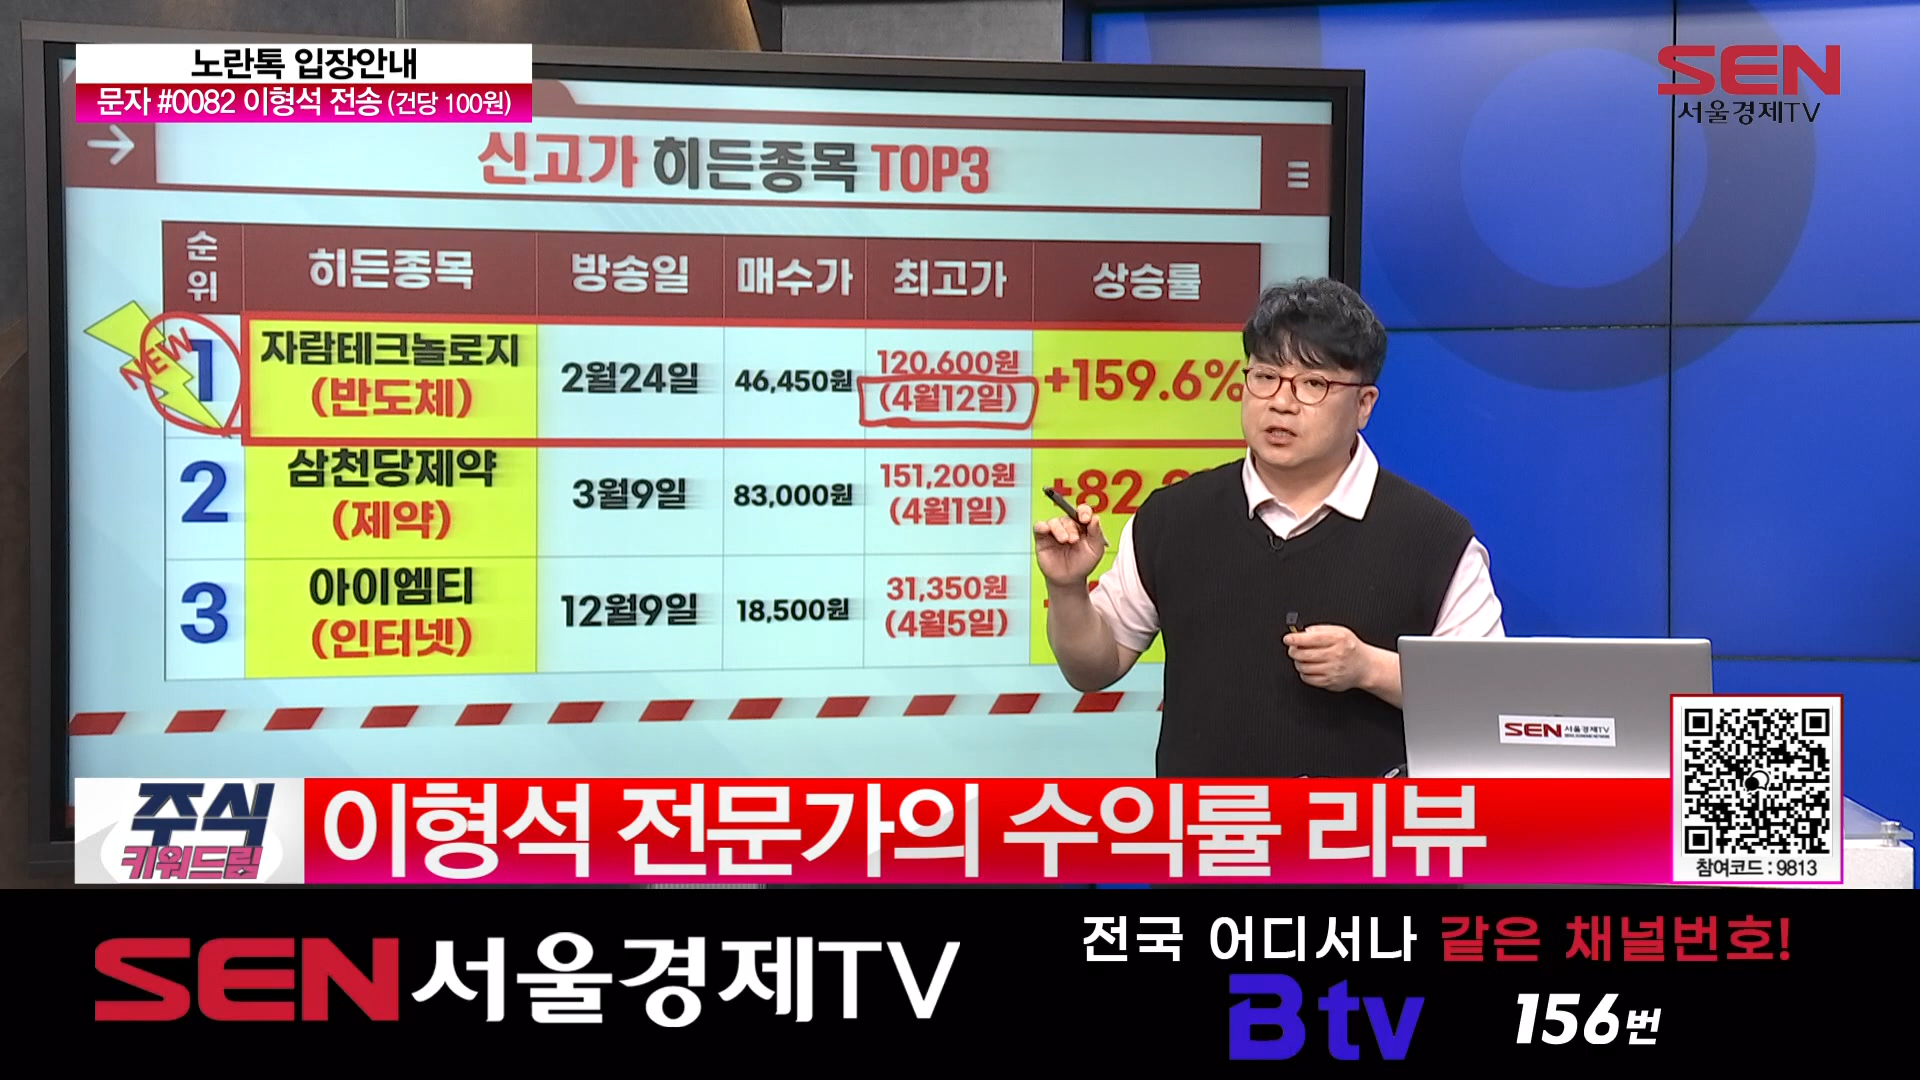 노란톡 입장안내
문자 #0082 이형석 전송 (건당 100원)
SEN
서울경제TV
신고가 히든종목 TOP3
순위 히든종목 방송일 매수가 최고가 상승률
NEW
1 자람테크놀로지 (반도체) 2월24일 46,450원 120,600원 (4월12일) +159.6%
2 삼천당제약 (제약) 3월9일 83,000원 151,200원 (4월1일) +82.
3 아이엠티 (인터넷) 12월9일 18,500원 31,350원 (4월5일)
SEN 서울경제TV
주식 키워드림
이형석 전문가의 수익률 리뷰
참여코드 : 9813
SEN 서울경제TV
전국 어디서나 같은 채널번호!
B tv 156번